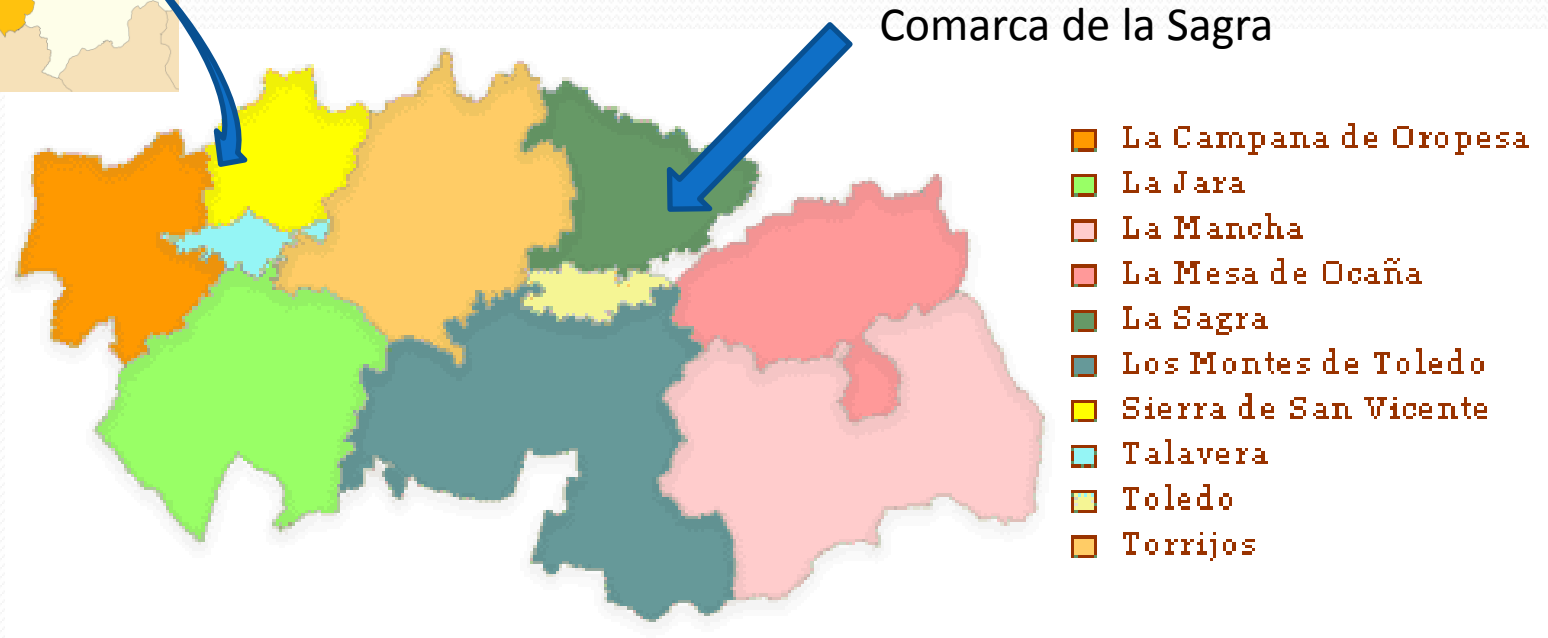 Comarca de la Sagra
La Campana de Oropesa
La Jara
La Mancha
La Mesa de Ocaña
La Sagra
Los Montes de Toledo
Sierra de San Vicente
Talavera
Toledo
Torrijos